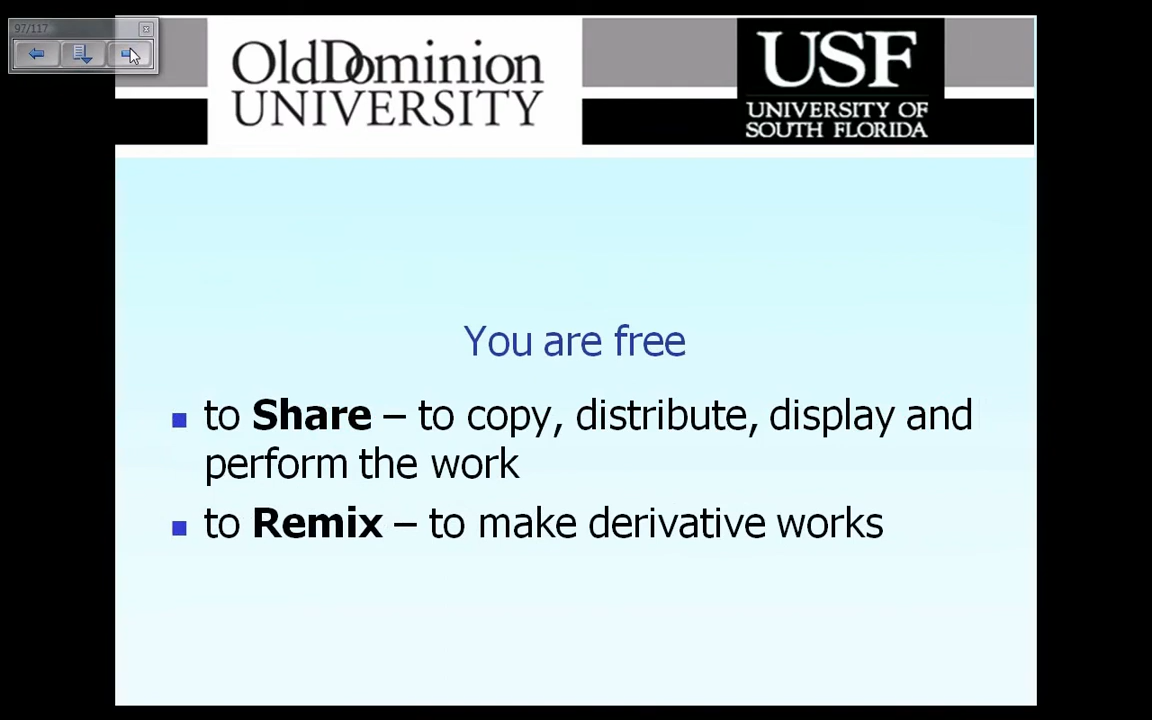 97/117
OldDominion
UNIVERSITY
USF
UNIVERSITY OF
SOUTH FLORIDA
You are free
to Share – to copy, distribute, display and
perform the work
to Remix – to make derivative works